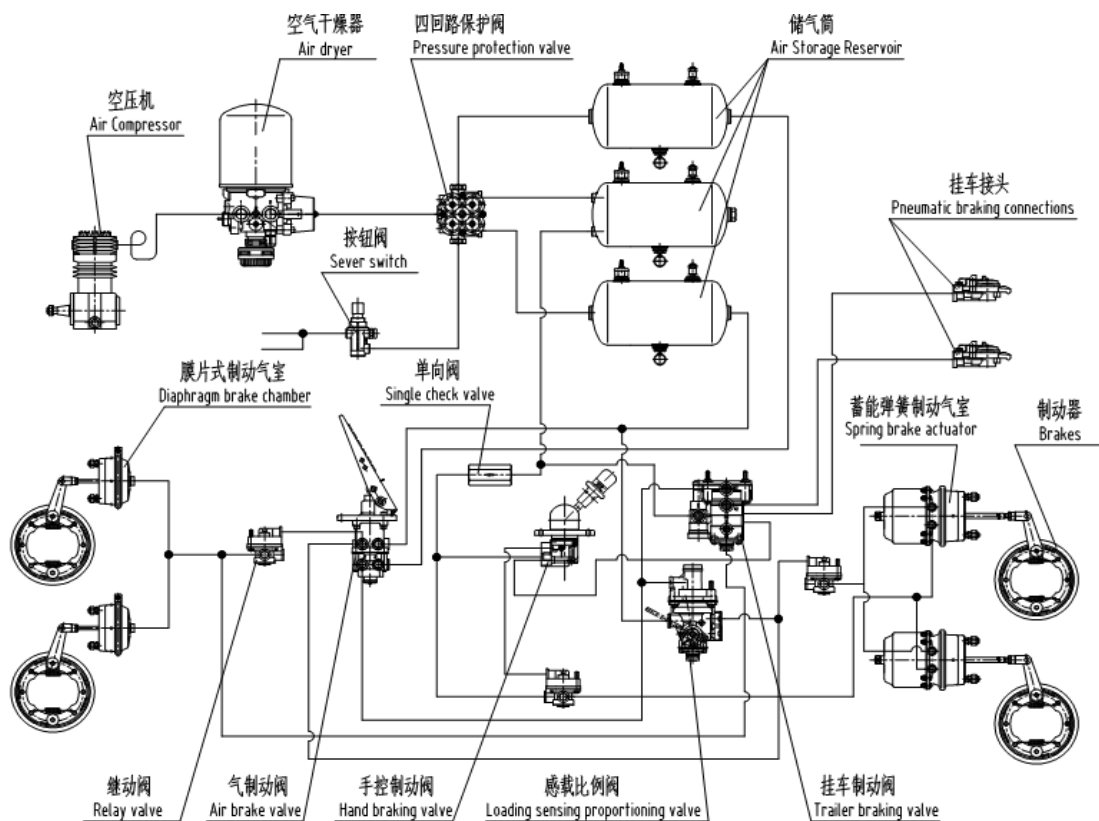 空气干燥器
Air dryer
四回路保护阀
Pressure protection valve
储气筒
Air Storage Reservoir
空压机
Air Compressor
挂车接头
Pneumatic braking connections
按钮阀
Sever switch
膜片式制动气室
Diaphragm brake chamber
单向阀
Single check valve
蓄能弹簧制动气室
Spring brake actuator
制动器
Brakes
继动阀
Relay valve
气制动阀
Air brake valve
手控制动阀
Hand braking valve
感载比例阀
Loading sensing proportioning valve
挂车制动阀
Trailer braking valve